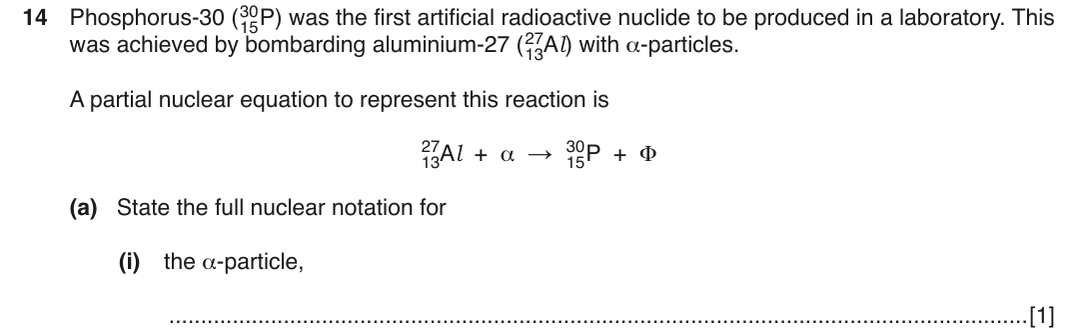 14 Phosphorus-30 (³⁰₁₅P) was the first artificial radioactive nuclide to be produced in a laboratory. This
was achieved by bombarding aluminium-27 (²⁷₁₃Al) with α-particles.
A partial nuclear equation to represent this reaction is
²⁷₁₃Al + α → ³⁰₁₅P + Φ
(a) State the full nuclear notation for
(i) the α-particle,
..........................................................................................................................................[1]